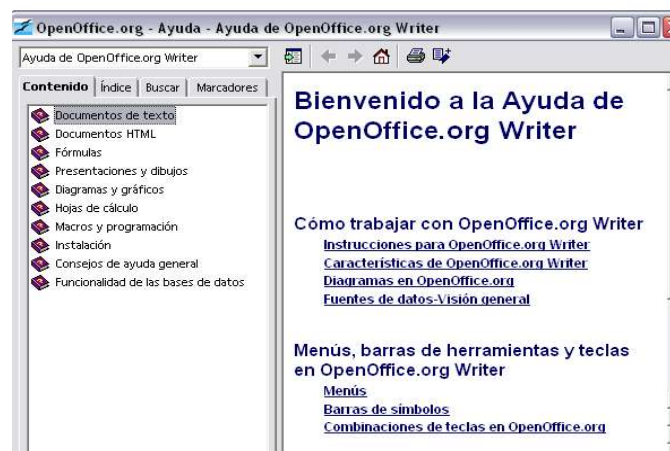 OpenOffice.org - Ayuda - Ayuda de OpenOffice.org Writer
Ayuda de OpenOffice.org Writer
Contenido Índice Buscar Marcadores
Documentos de texto
Documentos HTML
Fórmulas
Presentaciones y dibujos
Diagramas y gráficos
Hojas de cálculo
Macros y programación
Instalación
Consejos de ayuda general
Funcionalidad de las bases de datos
Bienvenido a la Ayuda de
OpenOffice.org Writer
Cómo trabajar con OpenOffice.org Writer
Instrucciones para OpenOffice.org Writer
Características de OpenOffice.org Writer
Diagramas en OpenOffice.org
Fuentes de datos-Visión general
Menús, barras de herramientas y teclas
en OpenOffice.org Writer
Menús
Barras de símbolos
Combinaciones de teclas en OpenOffice.org